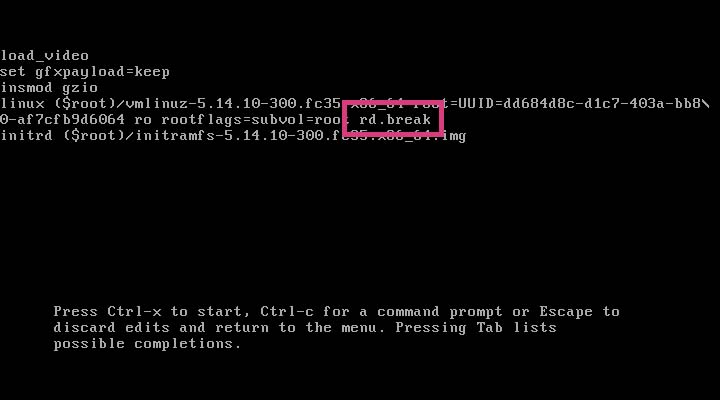 load_video
set gfxpayload=keep
insmod gzio
linux ($root)/vmlinuz-5.14.10-300.fc35.x86_64 root=UUID=dd684d8c-d1c7-403a-bb8\
0-af7cfb9d6064 ro rootflags=subvol=root rd.break
initrd ($root)/initramfs-5.14.10-300.fc35.x86_64.img
Press Ctrl-x to start, Ctrl-c for a command prompt or Escape to
discard edits and return to the menu. Pressing Tab lists
possible completions.